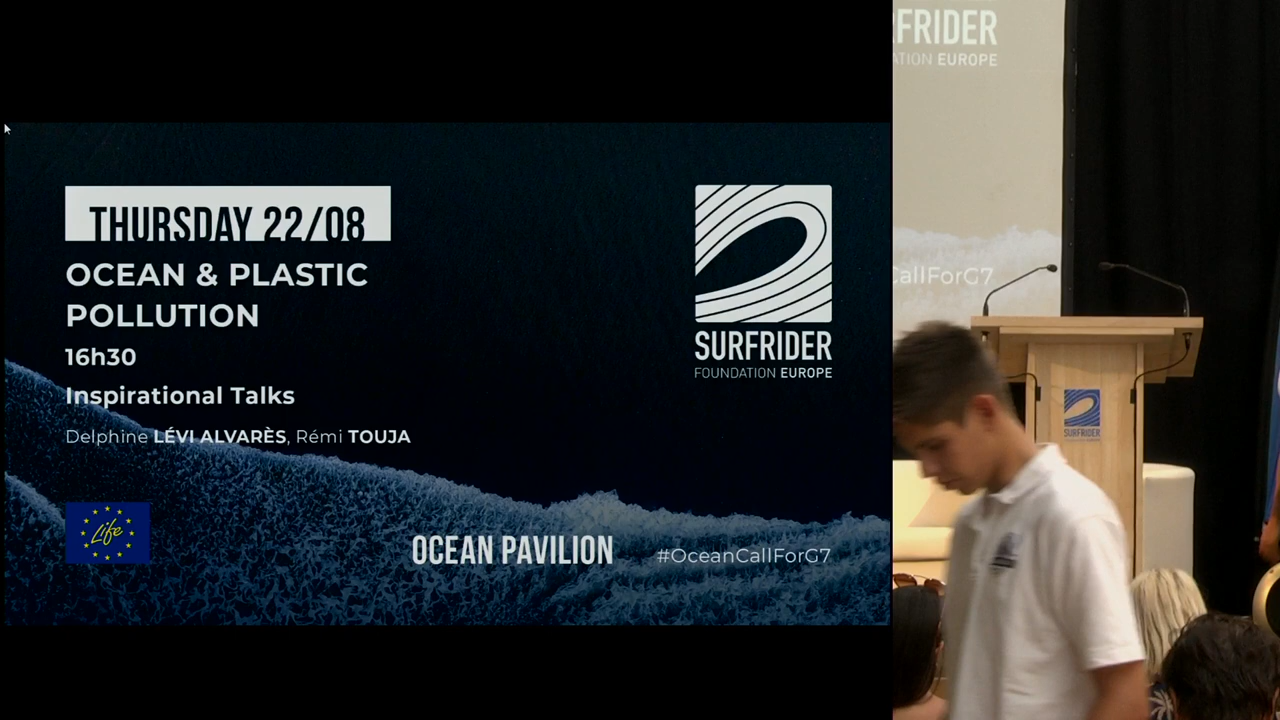 THURSDAY 22/08
OCEAN & PLASTIC
POLLUTION
16h30
Inspirational Talks
Delphine LÉVI ALVARÈS, Rémi TOUJA
Life
OCEAN PAVILION
#OceanCallForG7
SURFRIDER
FOUNDATION EUROPE
RFRIDER
ATION EUROPE
CallForG7
SURFRIDER